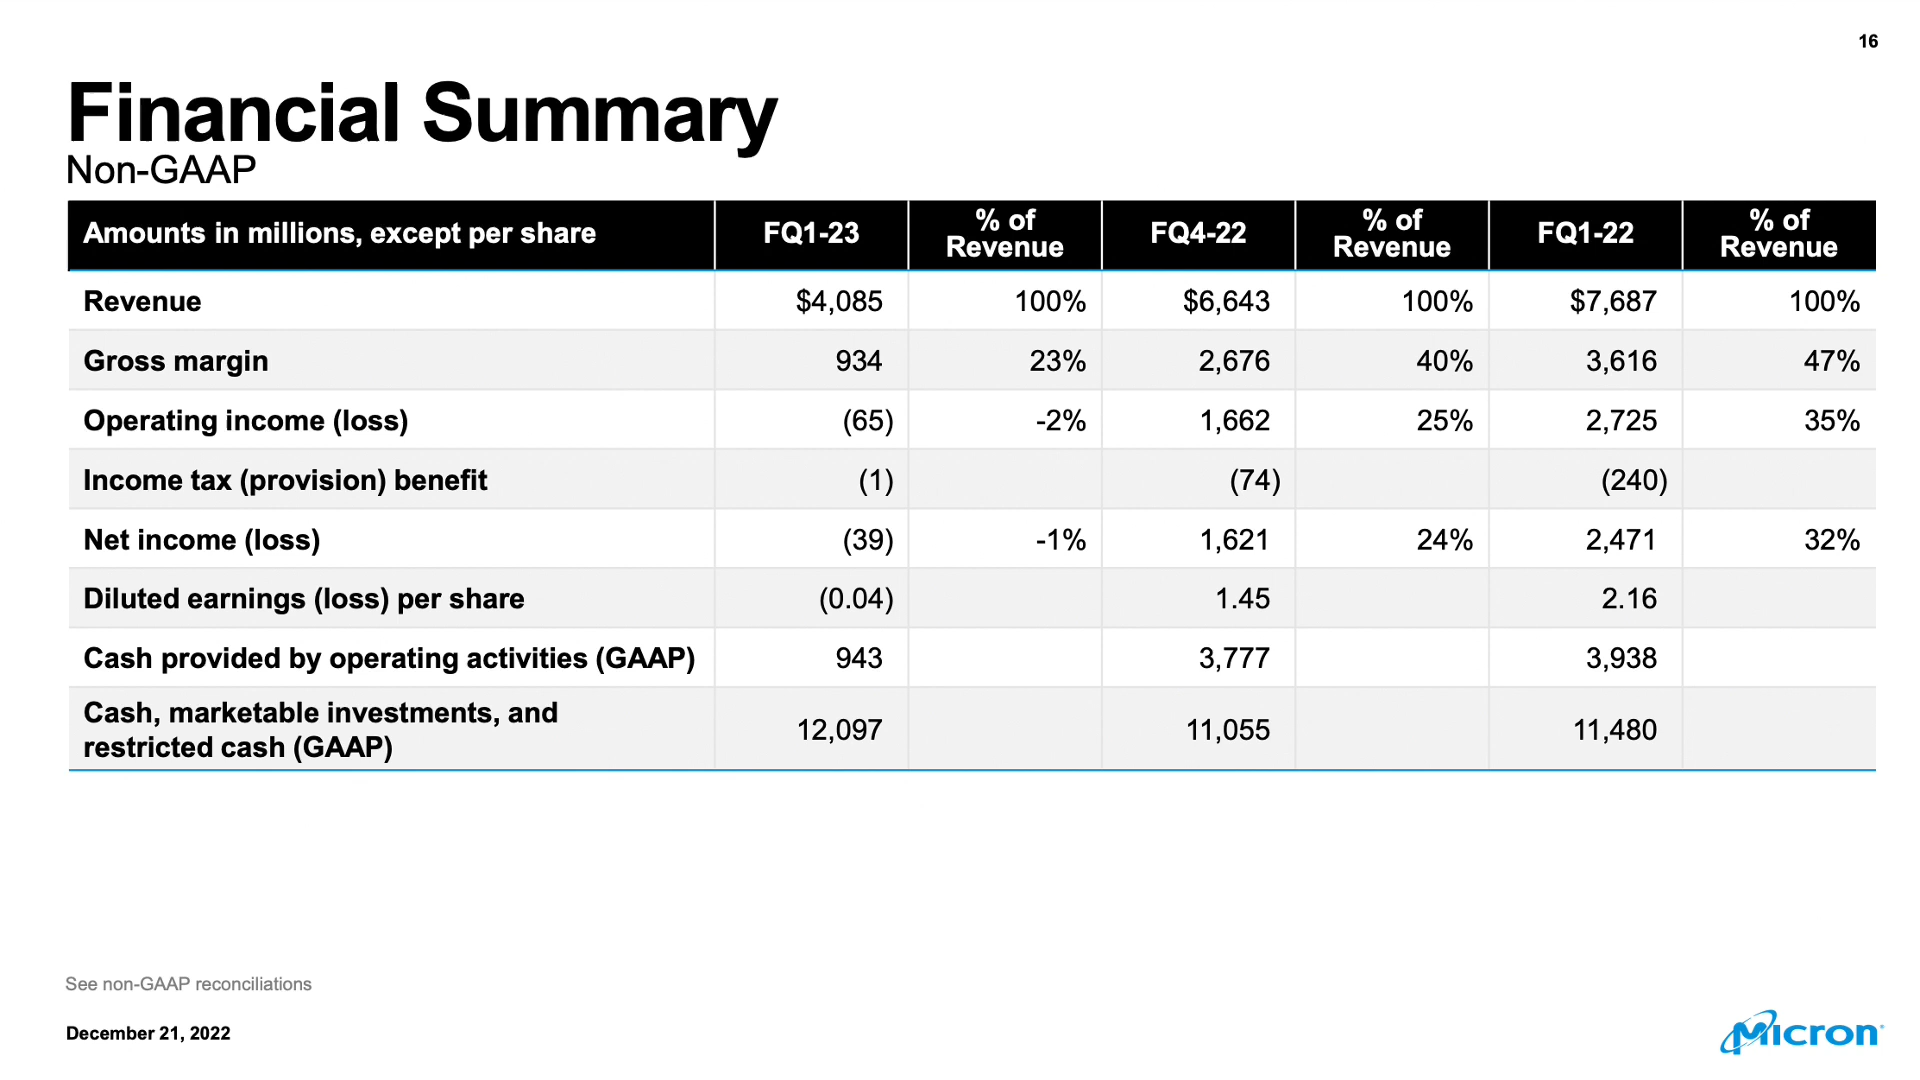 16
Financial Summary
Non-GAAP
Amounts in millions, except per share FQ1-23 % of Revenue FQ4-22 % of Revenue FQ1-22 % of Revenue
Revenue $4,085 100% $6,643 100% $7,687 100%
Gross margin 934 23% 2,676 40% 3,616 47%
Operating income (loss) (65) -2% 1,662 25% 2,725 35%
Income tax (provision) benefit (1) (74) (240)
Net income (loss) (39) -1% 1,621 24% 2,471 32%
Diluted earnings (loss) per share (0.04) 1.45 2.16
Cash provided by operating activities (GAAP) 943 3,777 3,938
Cash, marketable investments, and
restricted cash (GAAP) 12,097 11,055 11,480
See non-GAAP reconciliations
December 21, 2022
Micron